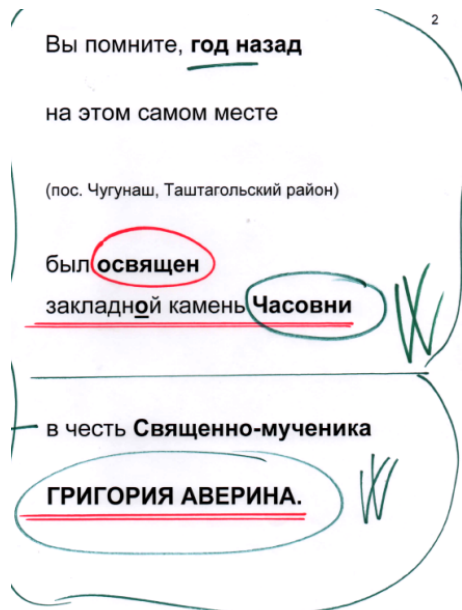 2
Вы помните, год назад
на этом самом месте
(пос. Чугунаш, Таштагольский район)
был освящен
закладной камень Часовни
в честь Священно-мученика
ГРИГОРИЯ АВЕРИНА.